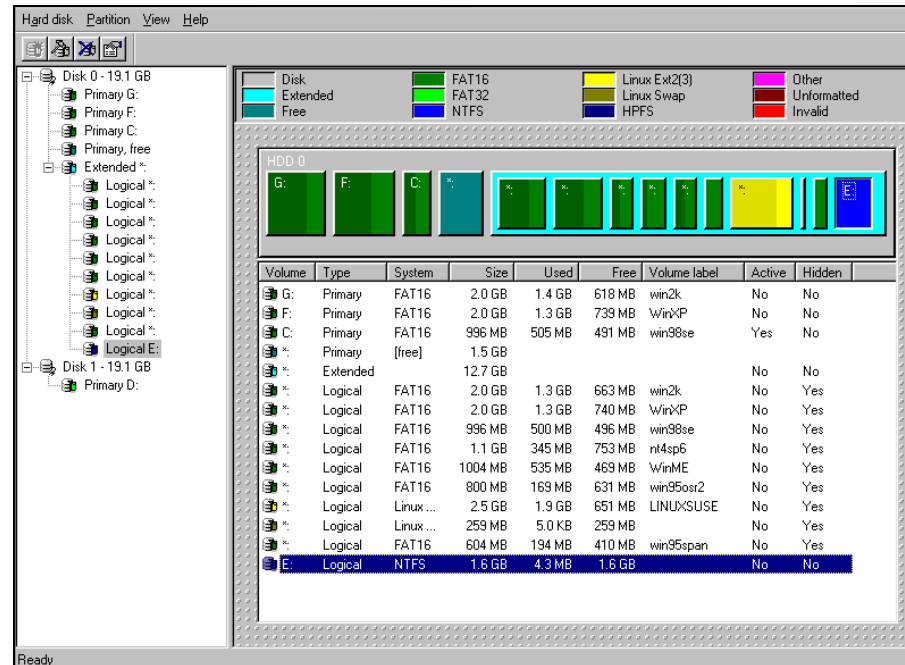 Hard disk Partition View Help
Disk 0 - 19.1 GB
Primary G:
Primary F:
Primary C:
Primary, free
Extended *:
Logical *:
Logical *:
Logical *:
Logical *:
Logical *:
Logical *:
Logical *:
Logical *:
Logical *:
Logical E:
Disk 1 - 19.1 GB
Primary D:
Disk FAT16 Linux Ext2(3) Other
Extended FAT32 Linux Swap Unformatted
Free NTFS HPFS Invalid
HDD 0
G: F: C: *: *: *: *: *: *: *: E:
Volume Type System Size Used Free Volume label Active Hidden
G: Primary FAT16 2.0 GB 1.4 GB 618 MB win2k No No
F: Primary FAT16 2.0 GB 1.3 GB 739 MB WinXP No No
C: Primary FAT16 996 MB 505 MB 491 MB win98se Yes No
*: Primary [free] 1.5 GB
*: Extended 12.7 GB No No
*: Logical FAT16 2.0 GB 1.3 GB 663 MB win2k No Yes
*: Logical FAT16 2.0 GB 1.3 GB 740 MB WinXP No Yes
*: Logical FAT16 996 MB 500 MB 496 MB win98se No Yes
*: Logical FAT16 1.1 GB 345 MB 753 MB nt4sp6 No Yes
*: Logical FAT16 1004 MB 535 MB 469 MB WinME No Yes
*: Logical FAT16 800 MB 169 MB 631 MB win95osr2 No Yes
*: Logical Linux ... 2.5 GB 1.9 GB 651 MB LINUXSUSE No Yes
*: Logical Linux ... 259 MB 5.0 KB 259 MB No Yes
*: Logical FAT16 604 MB 194 MB 410 MB win95span No Yes
E: Logical NTFS 1.6 GB 4.3 MB 1.6 GB No No
Ready